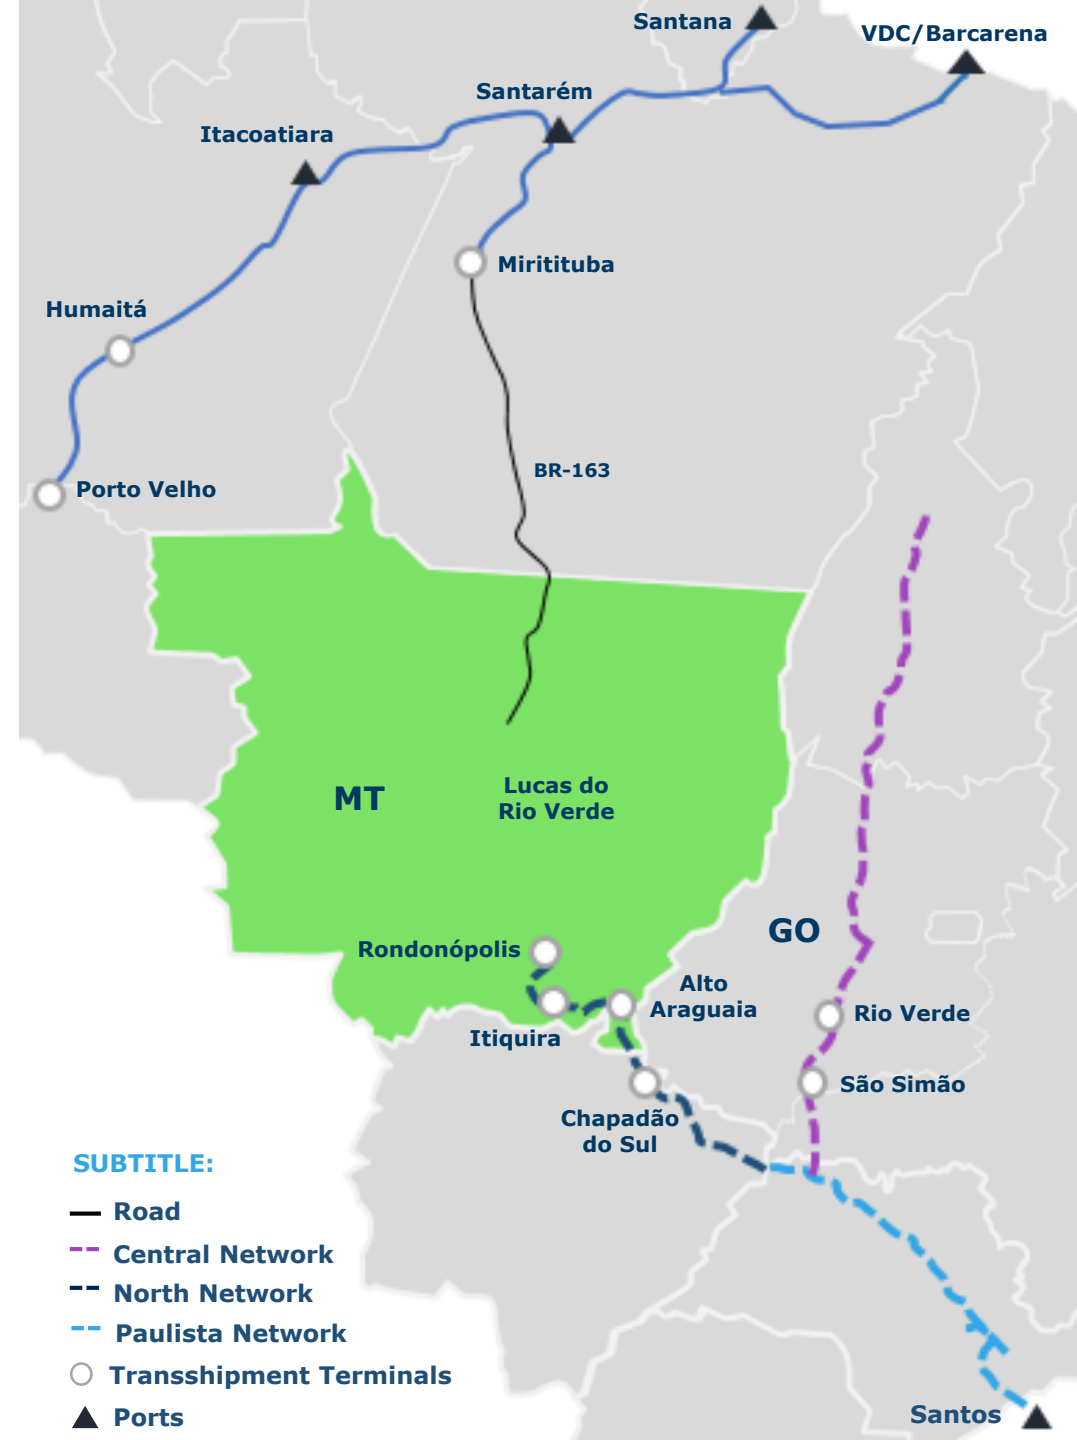 Santana
VDC/Barcarena
Santarém
Itacoatiara
Miritituba
Humaitá
BR-163
Porto Velho
Lucas do
Rio Verde
MT
GO
Rondonópolis
Alto
Araguaia
Rio Verde
Itiquira
São Simão
Chapadão
do Sul
SUBTITLE:
Road
Central Network
North Network
Paulista Network
Transshipment Terminals
Ports
Santos